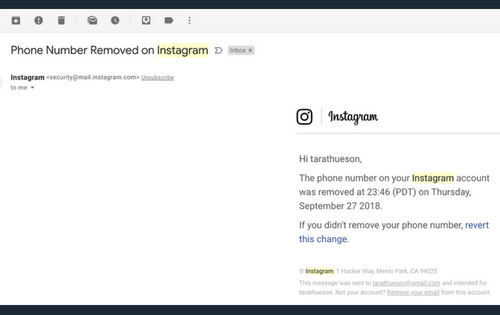 Phone Number Removed on Instagram
Inbox ×
Instagram <security@mail.instagram.com> Unsubscribe
to me
Instagram
Hi tarathueson,
The phone number on your Instagram account
was removed at 23:46 (PDT) on Thursday,
September 27 2018.
If you didn't remove your phone number, revert
this change.
© Instagram. 1 Hacker Way, Menlo Park, CA 94025
This message was sent to tarathueson@gmail.com and intended for
tarathueson. Not your account? Remove your email from this account.